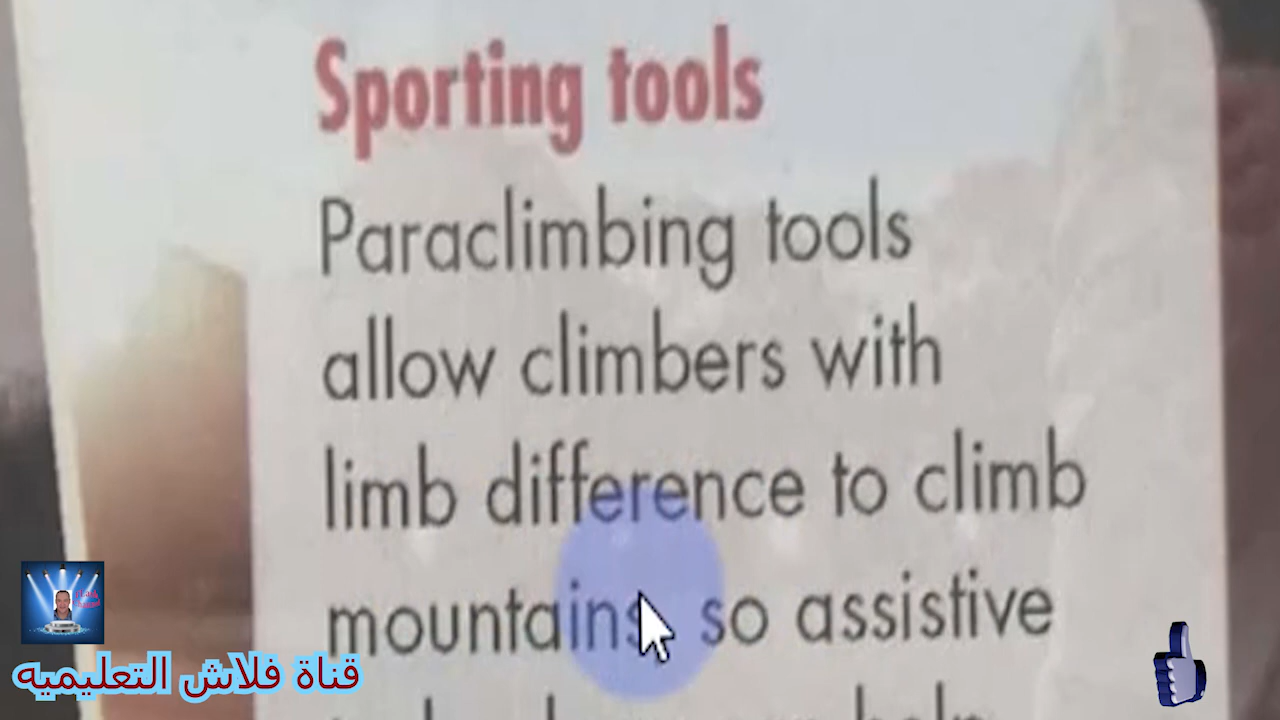 Sporting tools
Paraclimbing tools
allow climbers with
limb difference to climb
mountains, so assistive
قناة فلاش التعليميه